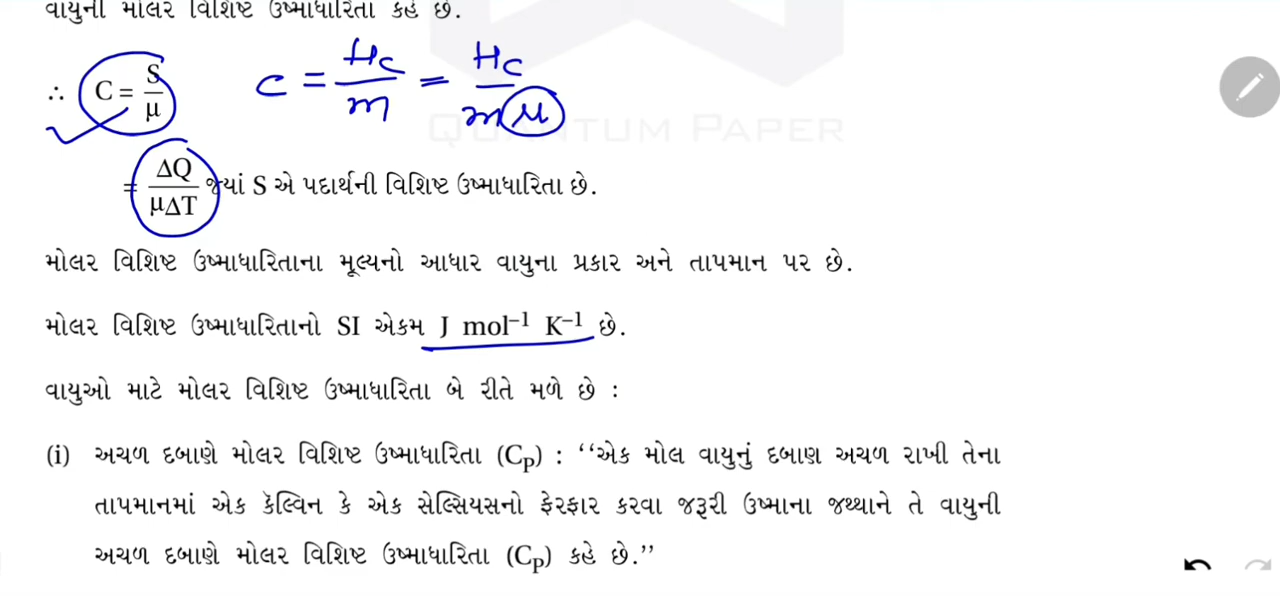 વાયુની મોલર વિશિષ્ટ ઉષ્માધારિતા કહે છે.
∴ C = S/μ   C = Hc/m = Hc/mμ
QUANTUM PAPER
= ΔQ/μΔT જ્યાં S એ પદાર્થની વિશિષ્ટ ઉષ્માધારિતા છે.
મોલર વિશિષ્ટ ઉષ્માધારિતાના મૂલ્યનો આધાર વાયુના પ્રકાર અને તાપમાન પર છે.
મોલર વિશિષ્ટ ઉષ્માધારિતાનો SI એકમ J mol⁻¹ K⁻¹ છે.
વાયુઓ માટે મોલર વિશિષ્ટ ઉષ્માધારિતા બે રીતે મળે છે :
(i) અચળ દબાણે મોલર વિશિષ્ટ ઉષ્માધારિતા (Cₚ) : ‘‘એક મોલ વાયુનું દબાણ અચળ રાખી તેના
તાપમાનમાં એક કૅલ્વિન કે એક સેલ્સિયસનો ફેરફાર કરવા જરૂરી ઉષ્માના જથ્થાને તે વાયુની
અચળ દબાણે મોલર વિશિષ્ટ ઉષ્માધારિતા (Cₚ) કહે છે.’’